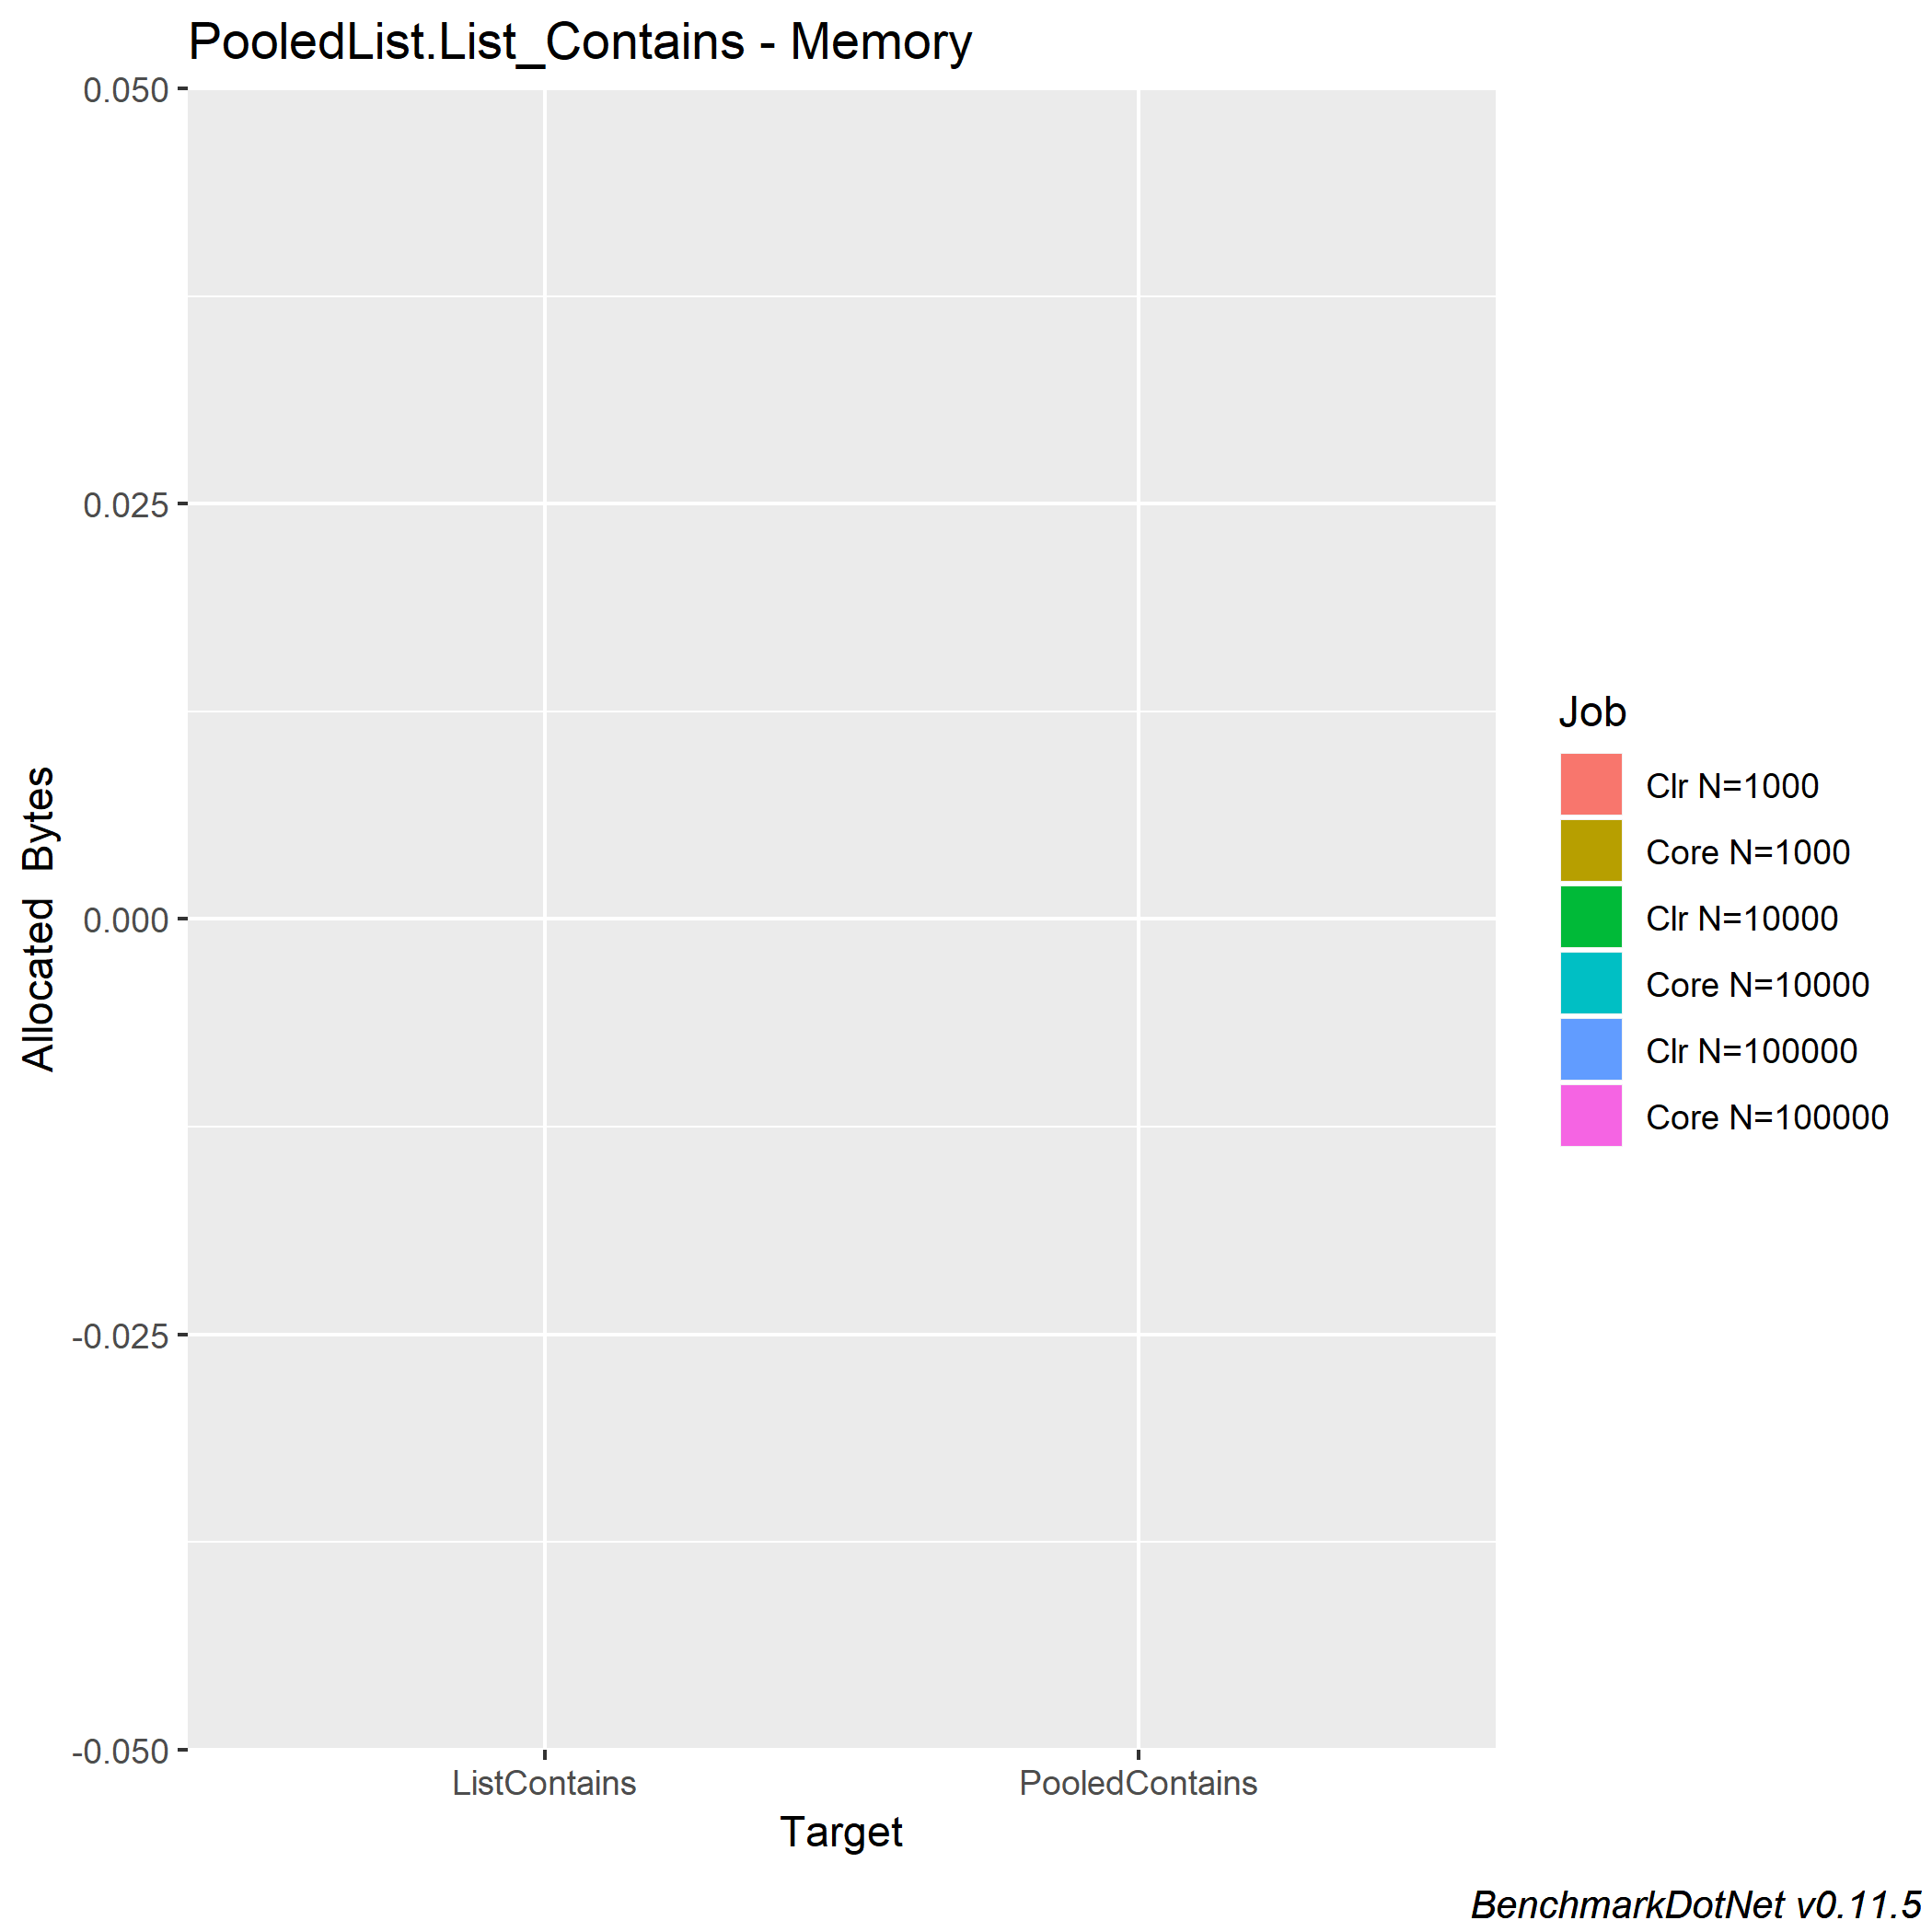 PooledList.List_Contains - Memory
0.050
0.025
0.000
-0.025
-0.050
Allocated Bytes
ListContains
PooledContains
Target
Job
Clr N=1000
Core N=1000
Clr N=10000
Core N=10000
Clr N=100000
Core N=100000
BenchmarkDotNet v0.11.5